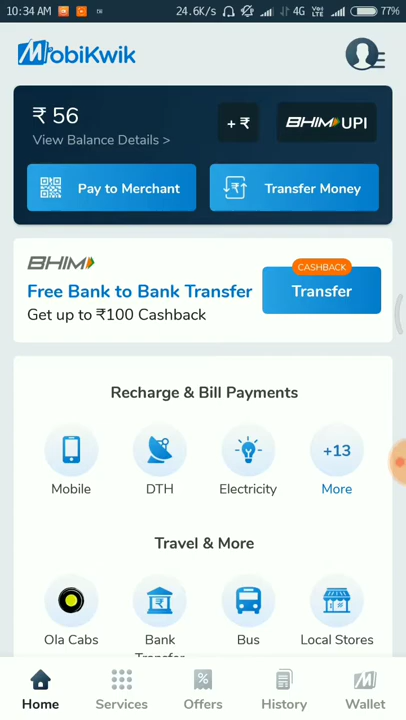 10:34 AM 24.6K/s 4G VoLTE 77%
MobiKwik
₹ 56
View Balance Details >
+ ₹
BHIM UPI
Pay to Merchant
Transfer Money
BHIM
Free Bank to Bank Transfer
Get up to ₹100 Cashback
CASHBACK
Transfer
Recharge & Bill Payments
+13
Mobile DTH Electricity More
Travel & More
Ola Cabs Bank Bus Local Stores
Transfer
Home Services Offers History Wallet